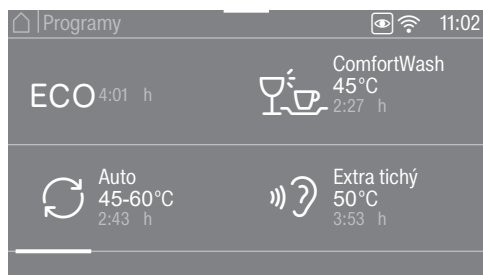 Programy 11:02
ECO 4:01 h
ComfortWash
45°C
2:27 h
Auto
45-60°C
2:43 h
Extra tichý
50°C
3:53 h